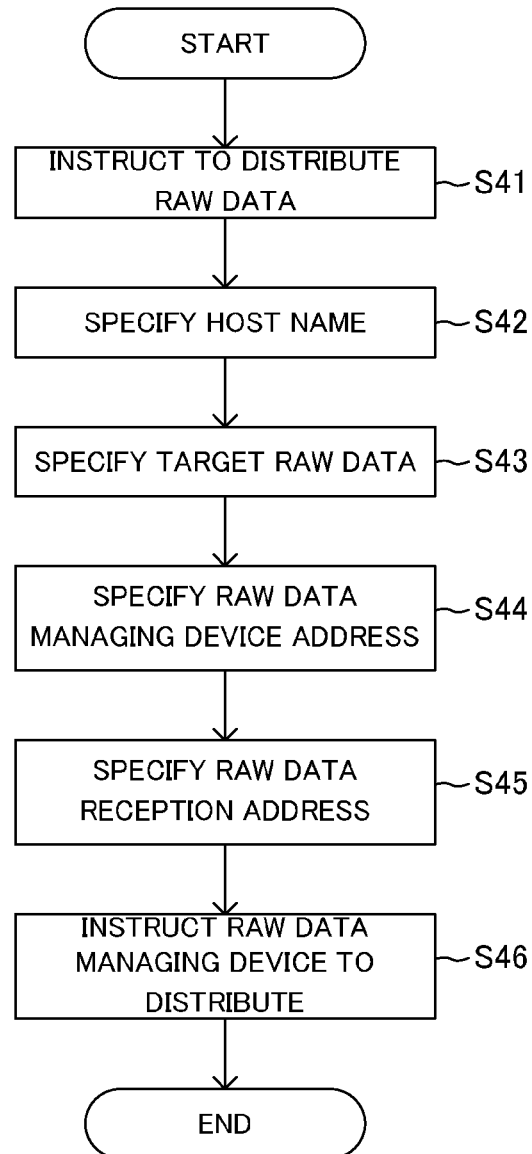 START
INSTRUCT TO DISTRIBUTE
RAW DATA
S41
SPECIFY HOST NAME
S42
SPECIFY TARGET RAW DATA
S43
SPECIFY RAW DATA
MANAGING DEVICE ADDRESS
S44
SPECIFY RAW DATA
RECEPTION ADDRESS
S45
INSTRUCT RAW DATA
MANAGING DEVICE TO
DISTRIBUTE
S46
END